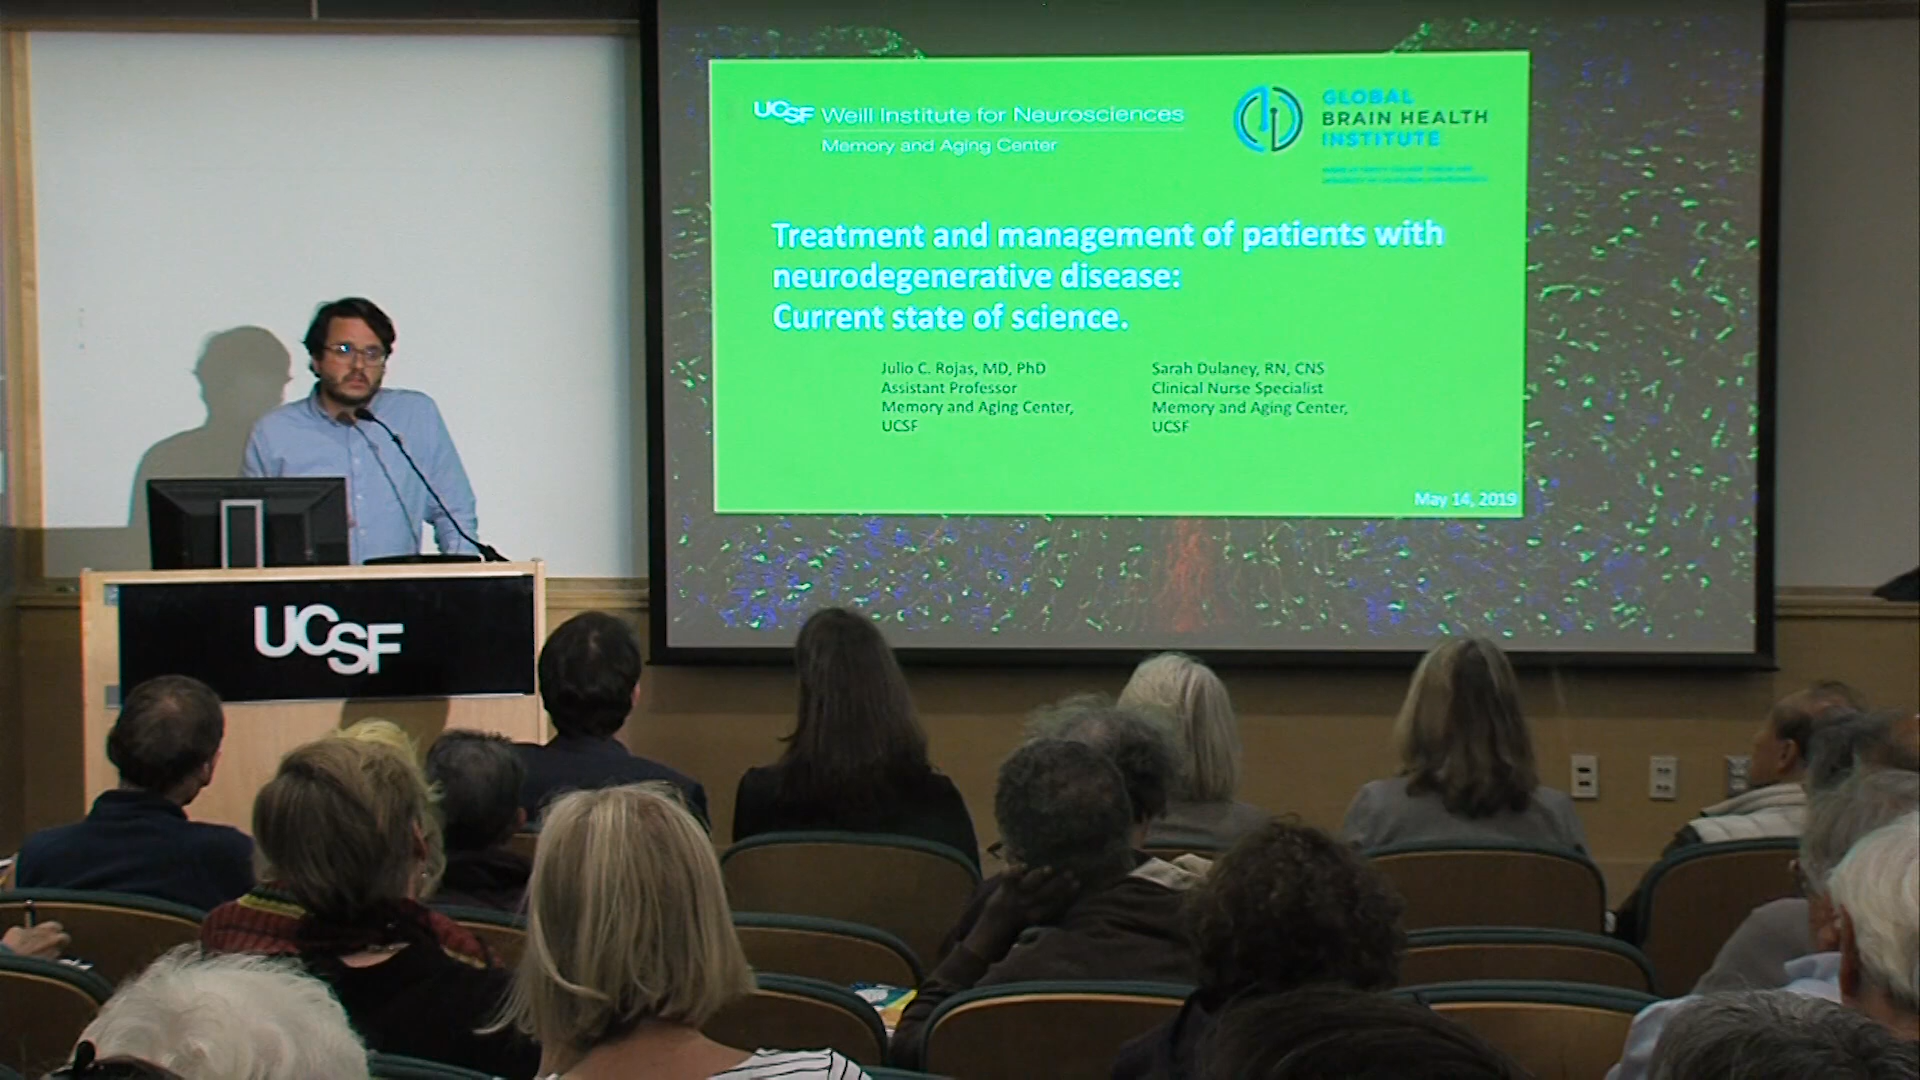 UCSF Weill Institute for Neurosciences
Memory and Aging Center
GLOBAL
BRAIN HEALTH
INSTITUTE
Treatment and management of patients with
neurodegenerative disease:
Current state of science.
Julio C. Rojas, MD, PhD
Assistant Professor
Memory and Aging Center,
UCSF
Sarah Dulaney, RN, CNS
Clinical Nurse Specialist
Memory and Aging Center,
UCSF
May 14, 2019
UCSF